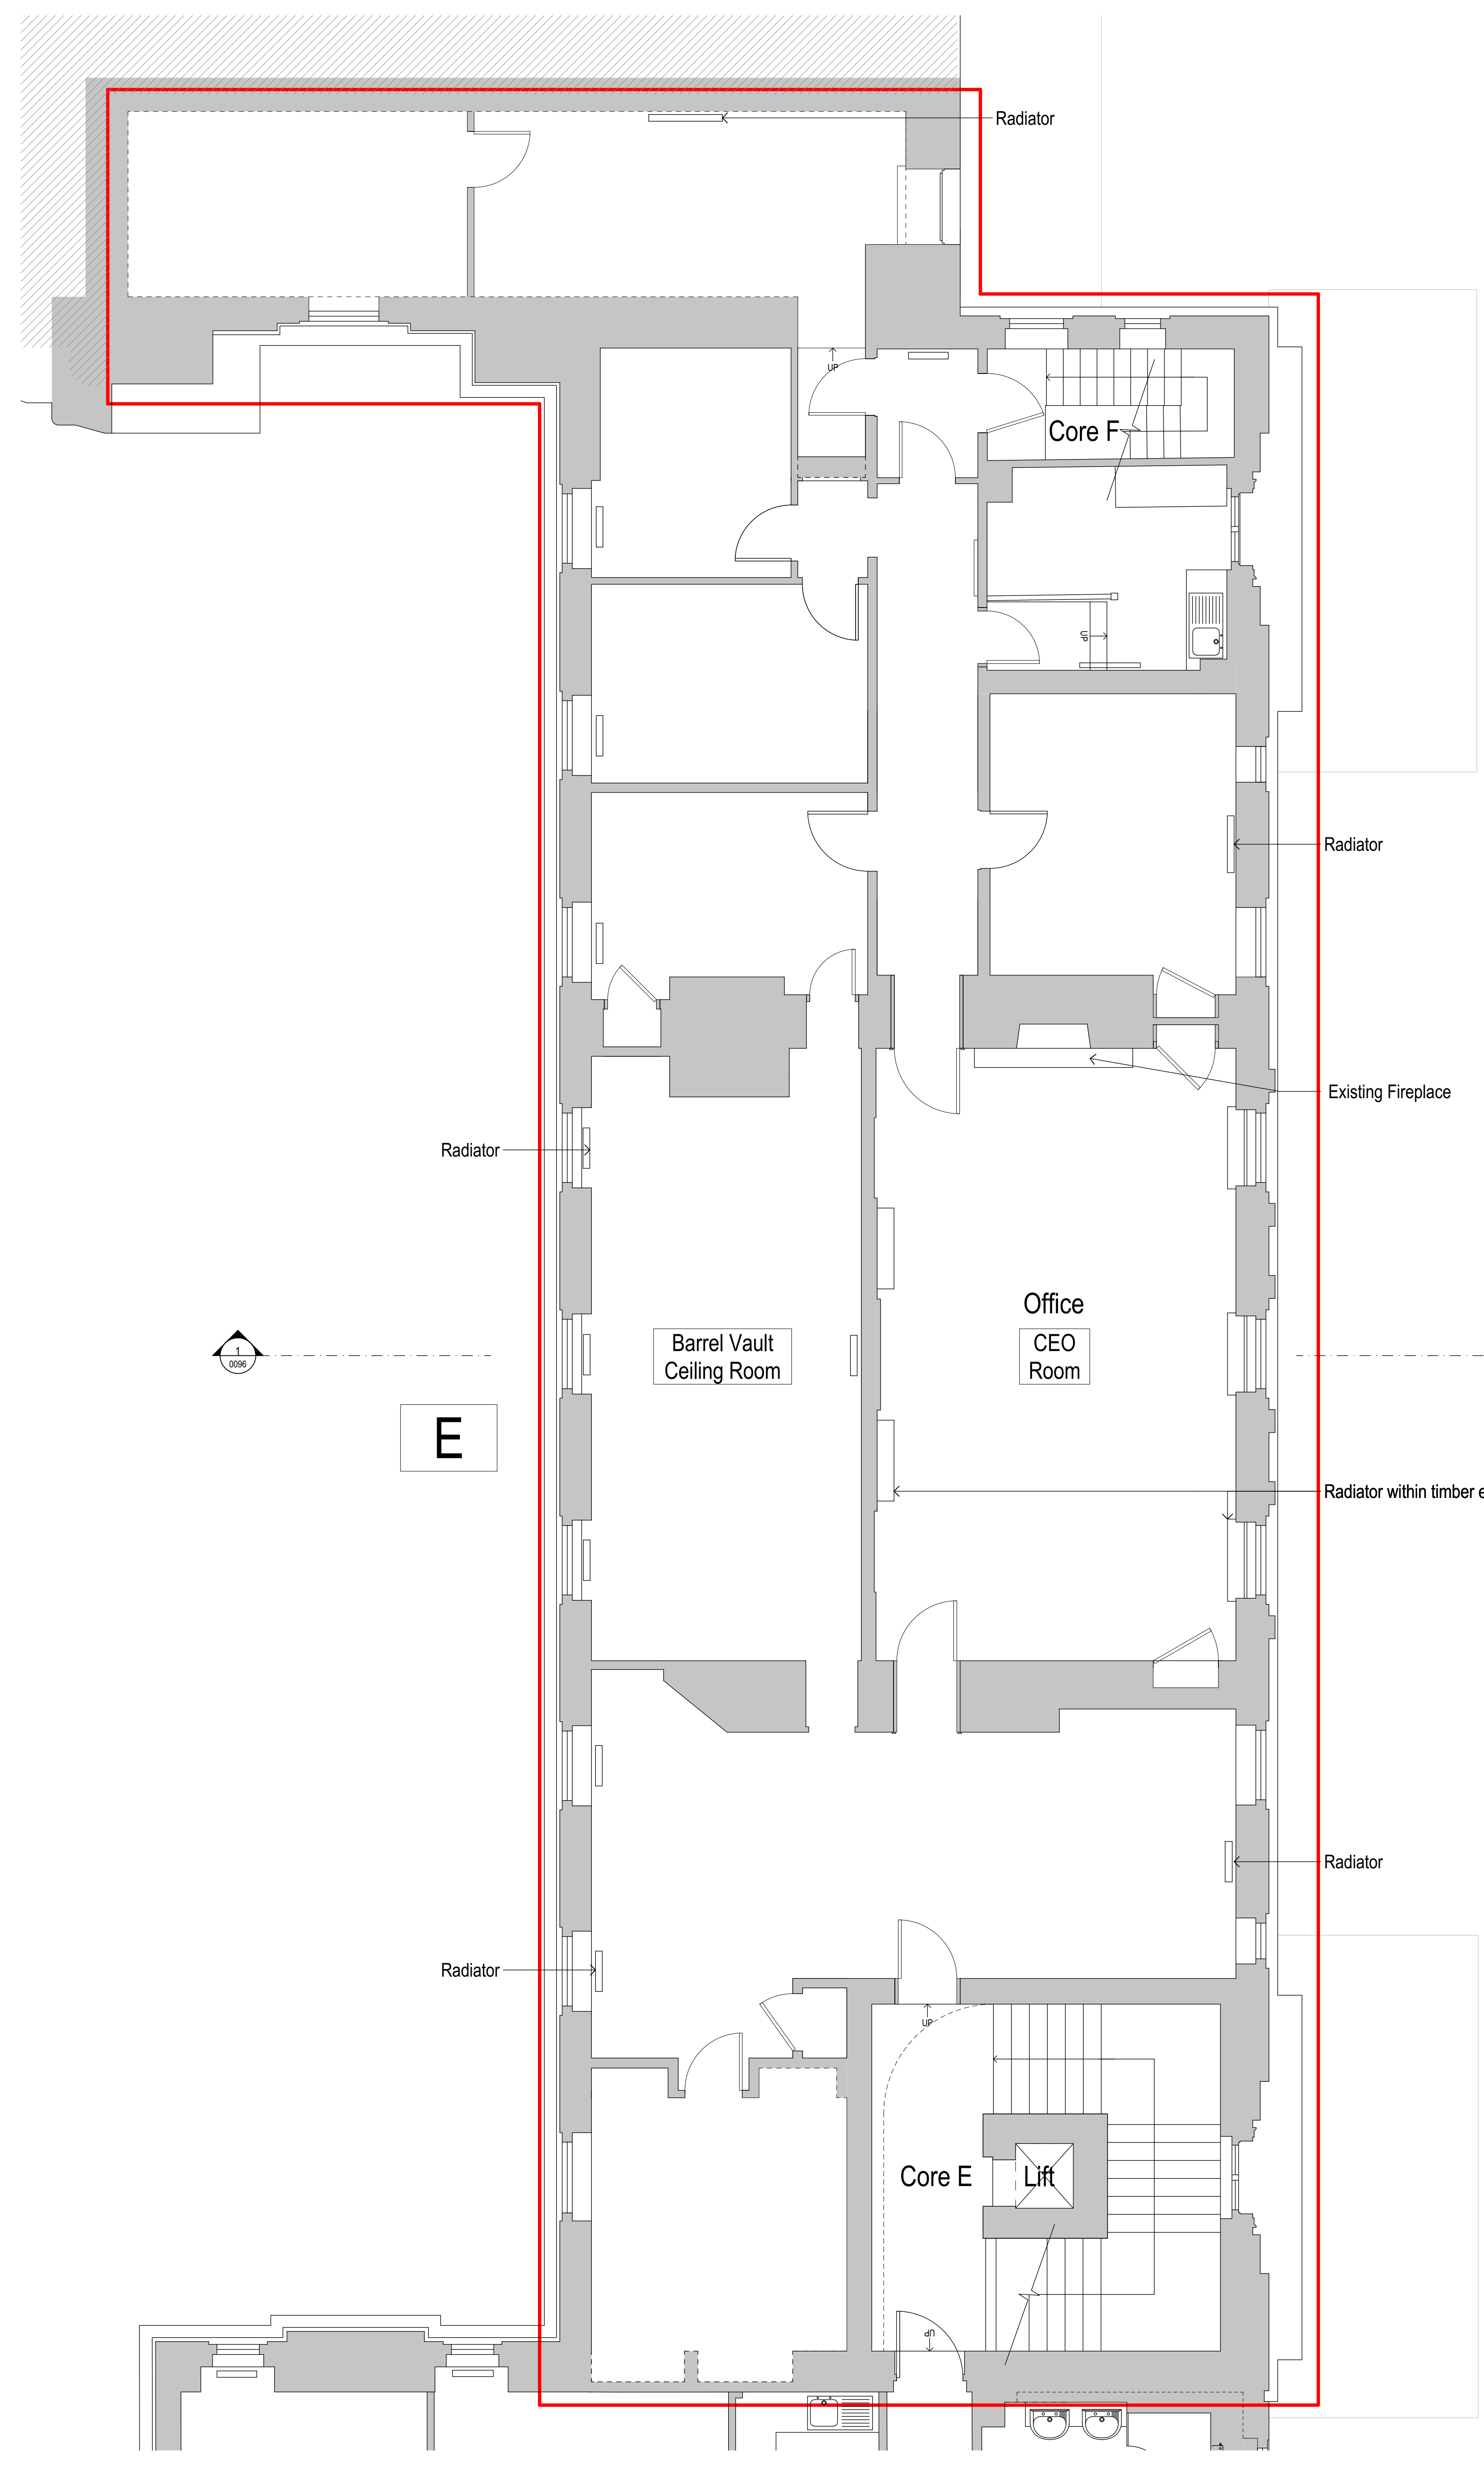 Radiator
UP
Core F
UP
Radiator
Existing Fireplace
Radiator
Office
1
0096
Barrel Vault
Ceiling Room
CEO
Room
E
Radiator within timber e
Radiator
Radiator
UP
Core E
Lift
UP